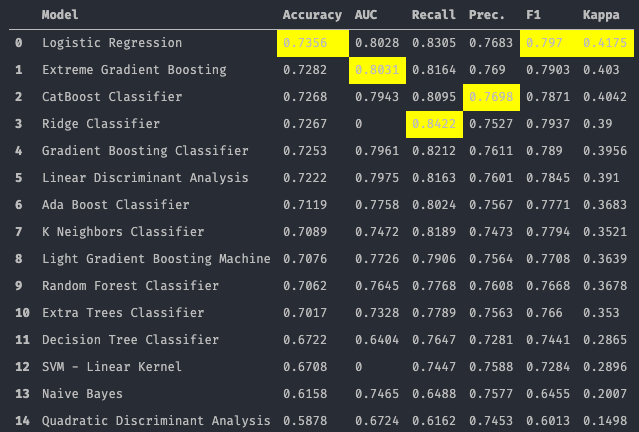 Model Accuracy AUC Recall Prec. F1 Kappa
0 Logistic Regression 0.7356 0.8028 0.8305 0.7683 0.797 0.4175
1 Extreme Gradient Boosting 0.7282 0.8031 0.8164 0.769 0.7903 0.403
2 CatBoost Classifier 0.7268 0.7943 0.8095 0.7698 0.7871 0.4042
3 Ridge Classifier 0.7267 0 0.8422 0.7527 0.7937 0.39
4 Gradient Boosting Classifier 0.7253 0.7961 0.8212 0.7611 0.789 0.3956
5 Linear Discriminant Analysis 0.7222 0.7975 0.8163 0.7601 0.7845 0.391
6 Ada Boost Classifier 0.7119 0.7758 0.8024 0.7567 0.7771 0.3683
7 K Neighbors Classifier 0.7089 0.7472 0.8189 0.7473 0.7794 0.3521
8 Light Gradient Boosting Machine 0.7076 0.7726 0.7906 0.7564 0.7708 0.3639
9 Random Forest Classifier 0.7062 0.7645 0.7768 0.7608 0.7668 0.3678
10 Extra Trees Classifier 0.7017 0.7328 0.7789 0.7563 0.766 0.353
11 Decision Tree Classifier 0.6722 0.6404 0.7647 0.7281 0.7441 0.2865
12 SVM - Linear Kernel 0.6708 0 0.7447 0.7588 0.7284 0.2896
13 Naive Bayes 0.6158 0.7465 0.6488 0.7577 0.6455 0.2007
14 Quadratic Discriminant Analysis 0.5878 0.6724 0.6162 0.7453 0.6013 0.1498